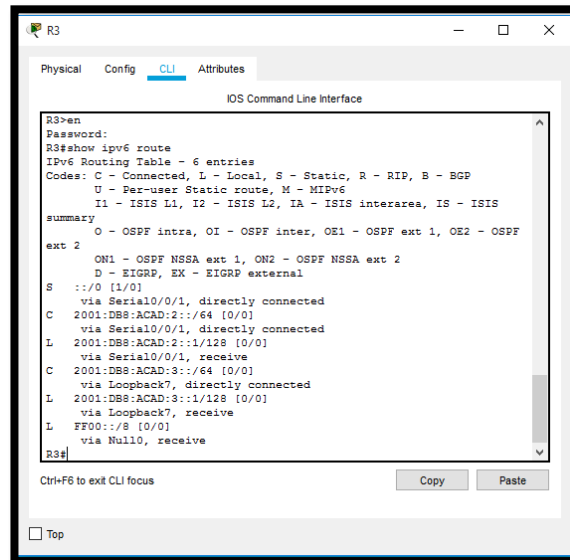 R3
Physical Config CLI Attributes
IOS Command Line Interface
R3>en
Password:
R3#show ipv6 route
IPv6 Routing Table - 6 entries
Codes: C - Connected, L - Local, S - Static, R - RIP, B - BGP
U - Per-user Static route, M - MIPv6
I1 - ISIS L1, I2 - ISIS L2, IA - ISIS interarea, IS - ISIS
summary
O - OSPF intra, OI - OSPF inter, OE1 - OSPF ext 1, OE2 - OSPF
ext 2
ON1 - OSPF NSSA ext 1, ON2 - OSPF NSSA ext 2
D - EIGRP, EX - EIGRP external
S ::/0 [1/0]
via Serial0/0/1, directly connected
C 2001:DB8:ACAD:2::/64 [0/0]
via Serial0/0/1, directly connected
L 2001:DB8:ACAD:2::1/128 [0/0]
via Serial0/0/1, receive
C 2001:DB8:ACAD:3::/64 [0/0]
via Loopback7, directly connected
L 2001:DB8:ACAD:3::1/128 [0/0]
via Loopback7, receive
L FF00::/8 [0/0]
via Null0, receive
R3#
Ctrl+F6 to exit CLI focus
Copy Paste
Top